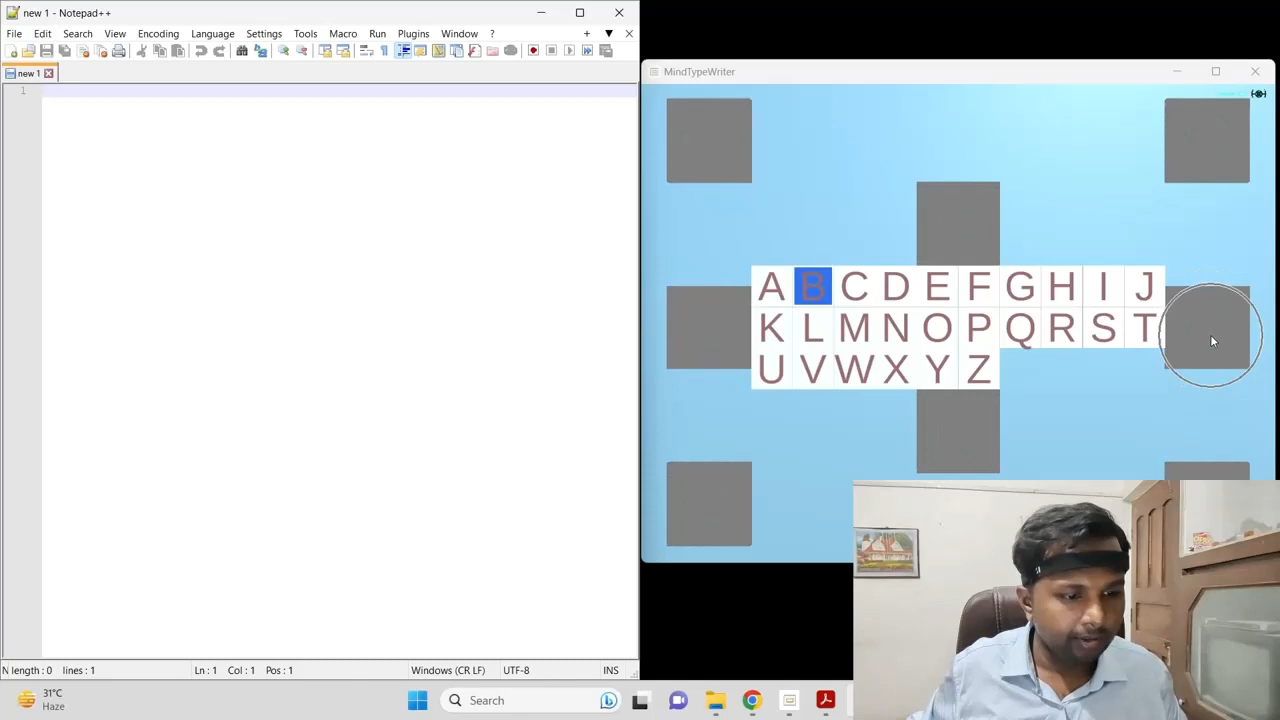 new 1 - Notepad++
File Edit Search View Encoding Language Settings Tools Macro Run Plugins Window ? + ▼ X
new 1
1
MindTypeWriter
A B C D E F G H I J
K L M N O P Q R S T
U V W X Y Z
N length : 0 lines : 1 Ln : 1 Col : 1 Pos : 1 Windows (CR LF) UTF-8 INS
31°C
Haze
Search